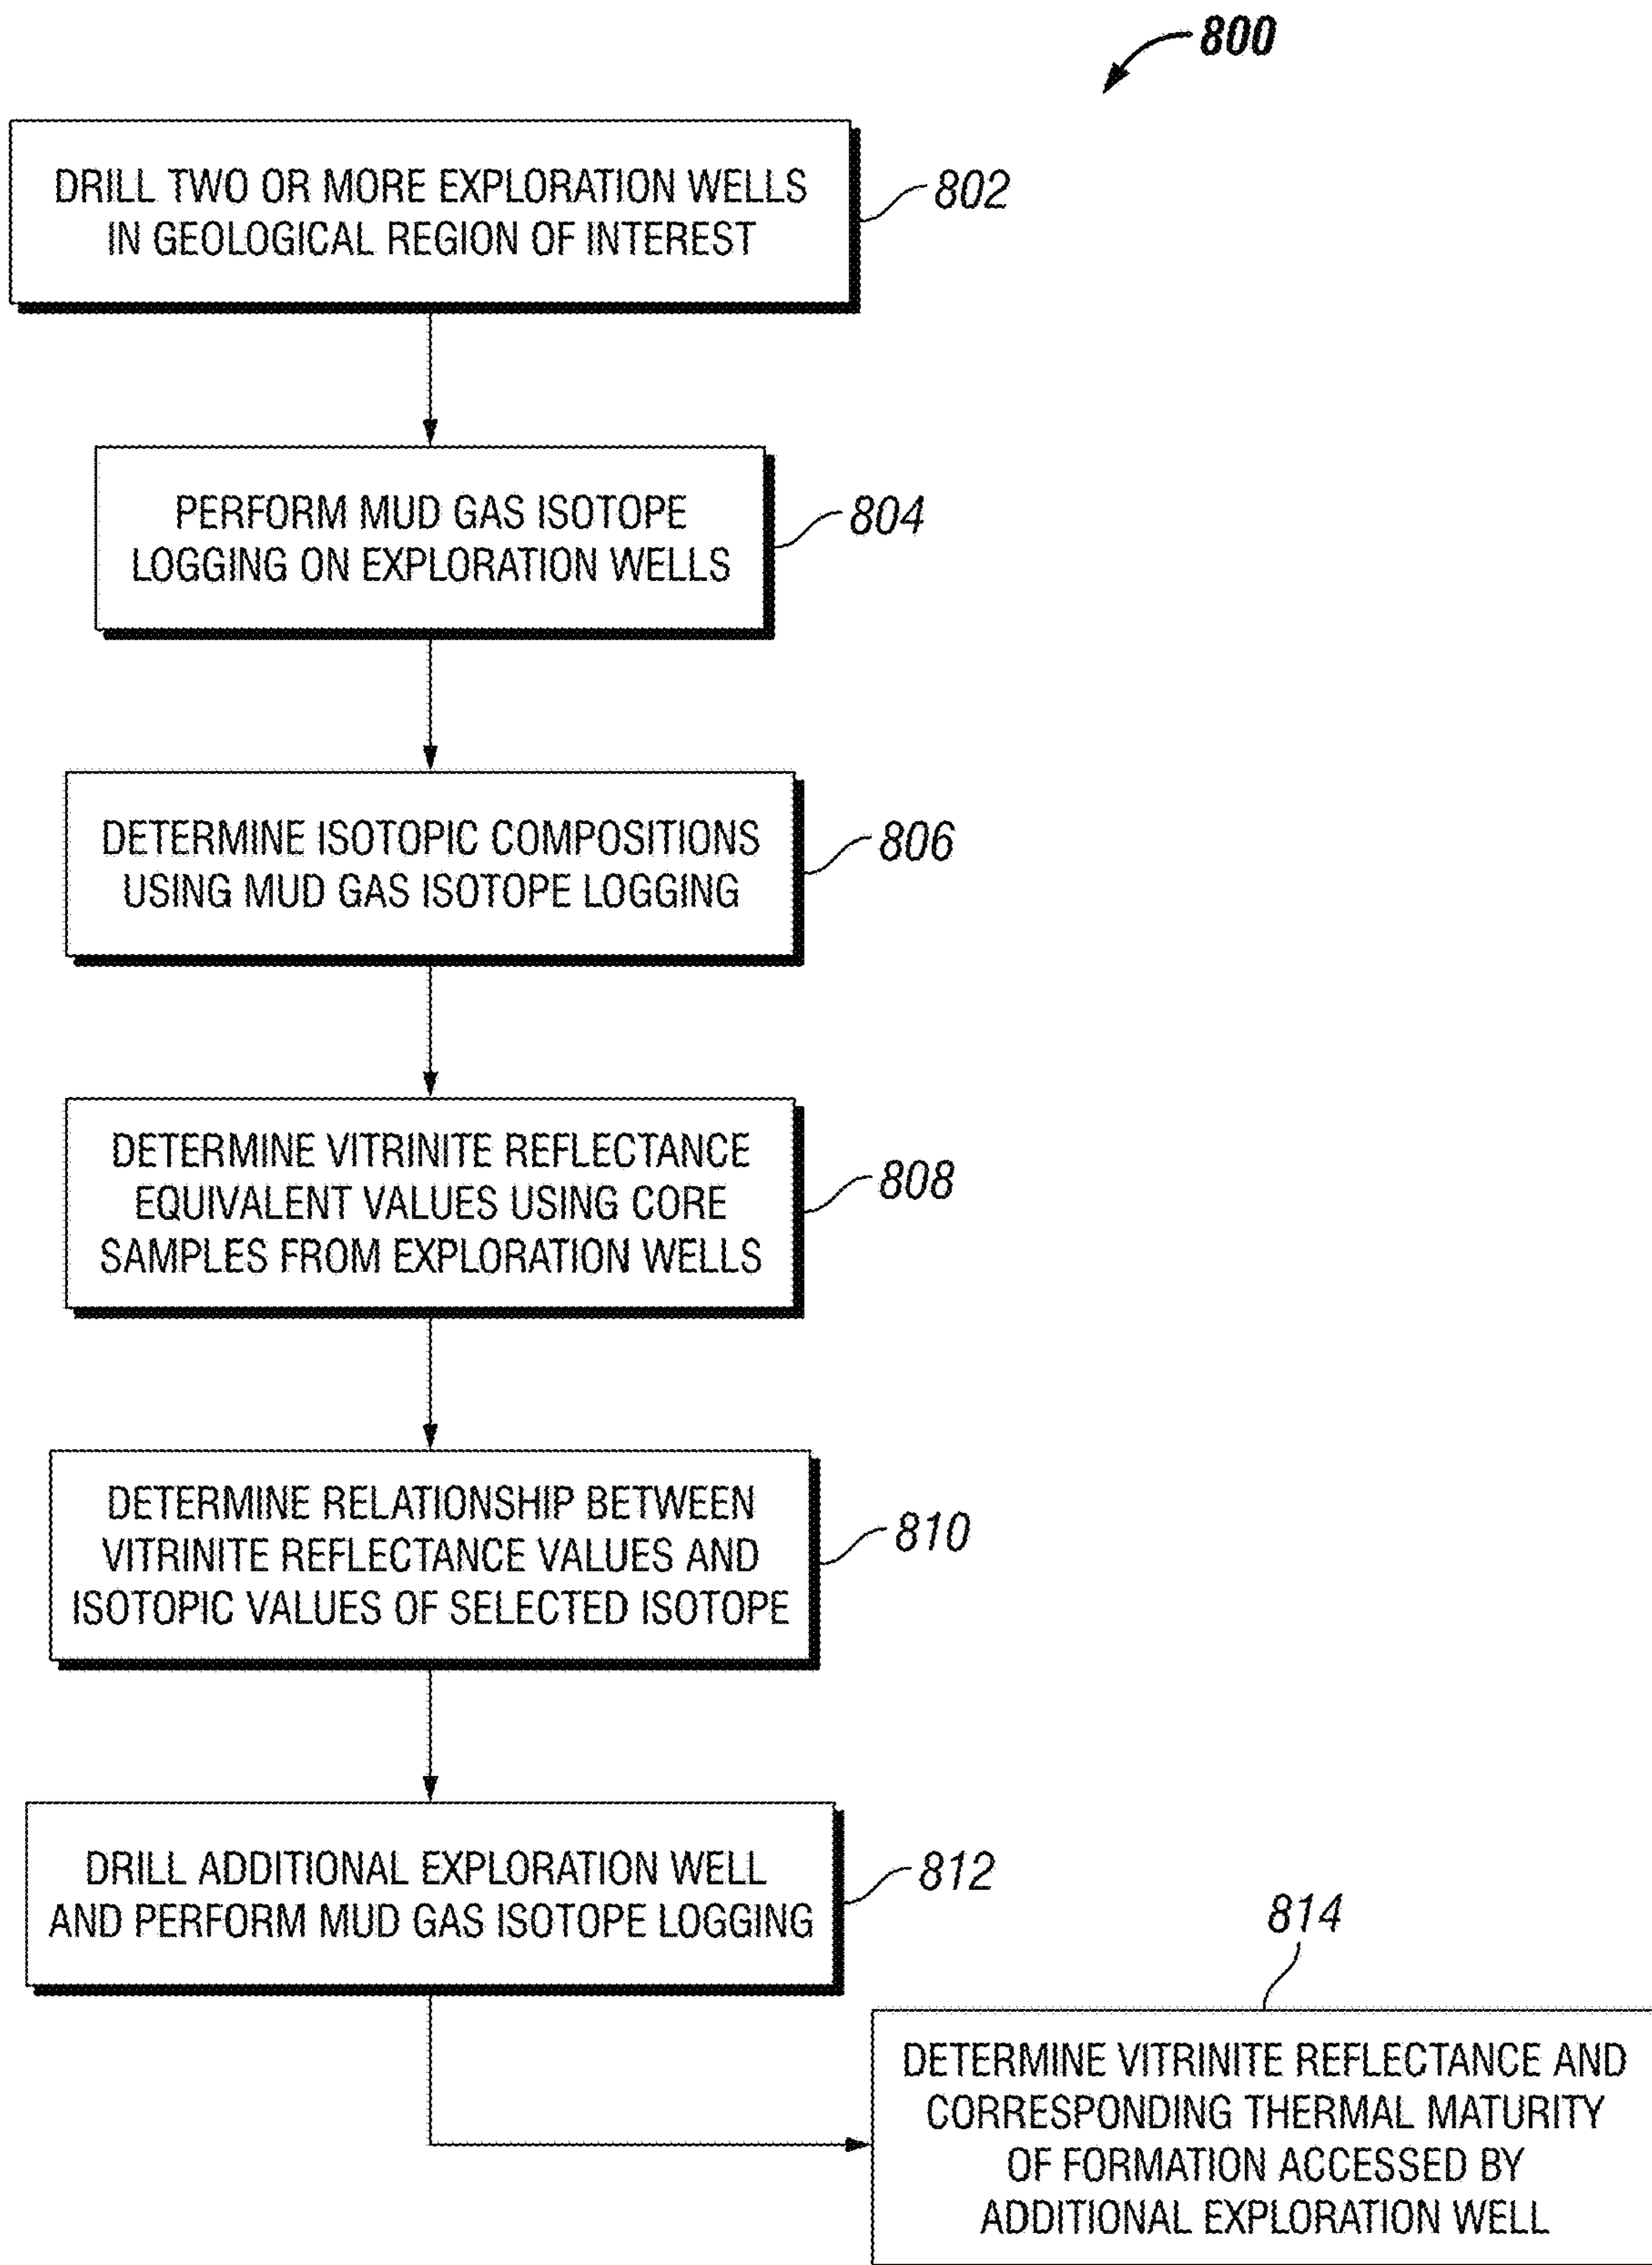 800
DRILL TWO OR MORE EXPLORATION WELLS
IN GEOLOGICAL REGION OF INTEREST
802
PERFORM MUD GAS ISOTOPE
LOGGING ON EXPLORATION WELLS
804
DETERMINE ISOTOPIC COMPOSITIONS
USING MUD GAS ISOTOPE LOGGING
806
DETERMINE VITRINITE REFLECTANCE
EQUIVALENT VALUES USING CORE
SAMPLES FROM EXPLORATION WELLS
808
DETERMINE RELATIONSHIP BETWEEN
VITRINITE REFLECTANCE VALUES AND
ISOTOPIC VALUES OF SELECTED ISOTOPE
810
DRILL ADDITIONAL EXPLORATION WELL
AND PERFORM MUD GAS ISOTOPE LOGGING
812
814
DETERMINE VITRINITE REFLECTANCE AND
CORRESPONDING THERMAL MATURITY
OF FORMATION ACCESSED BY
ADDITIONAL EXPLORATION WELL